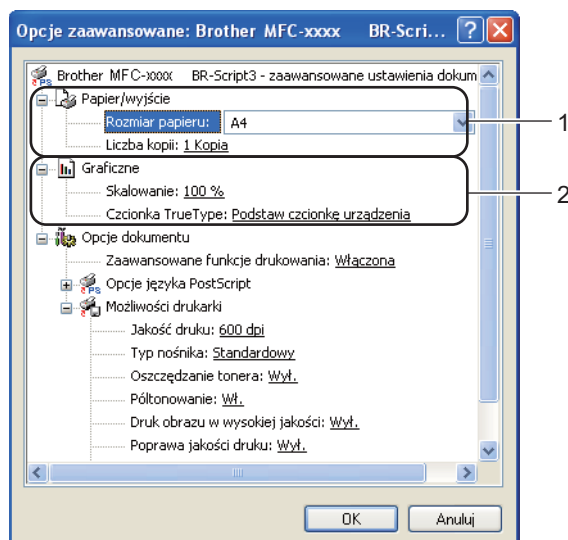 Opcje zaawansowane: Brother MFC-xxxx BR-Scri...
Brother MFC-xxxx BR-Script3 - zaawansowane ustawienia dokum
Papier/wyjście
Rozmiar papieru: A4
1
Liczba kopii: 1 Kopia
Graficzne
Skalowanie: 100 %
2
Czcionka TrueType: Podstaw czcionkę urządzenia
Opcje dokumentu
Zaawansowane funkcje drukowania: Włączona
Opcje języka PostScript
Możliwości drukarki
Jakość druku: 600 dpi
Typ nośnika: Standardowy
Oszczędzanie tonera: Wył.
Półtonowanie: Wł.
Druk obrazu w wysokiej jakości: Wył.
Poprawa jakości druku: Wył.
OK Anuluj